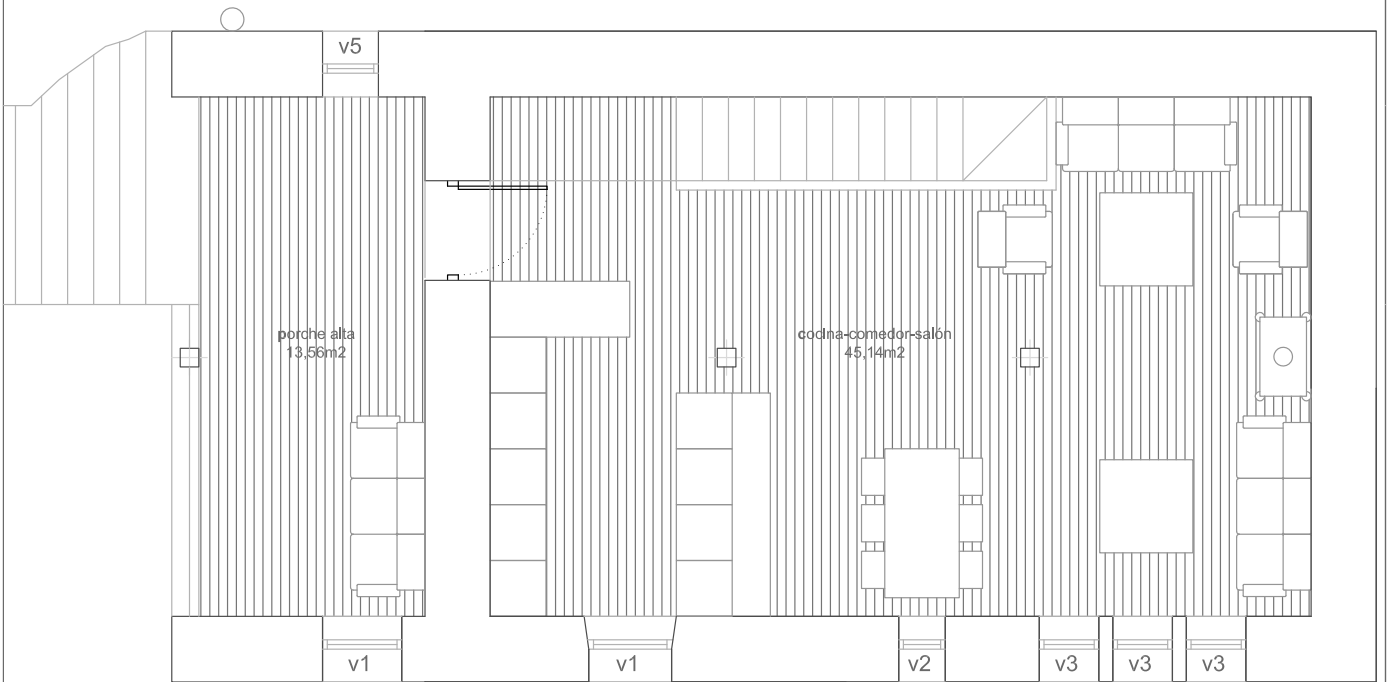 v5
porche alta
13,56m2
cocina-comedor-salón
45,14m2
v1
v1
v2
v3
v3
v3